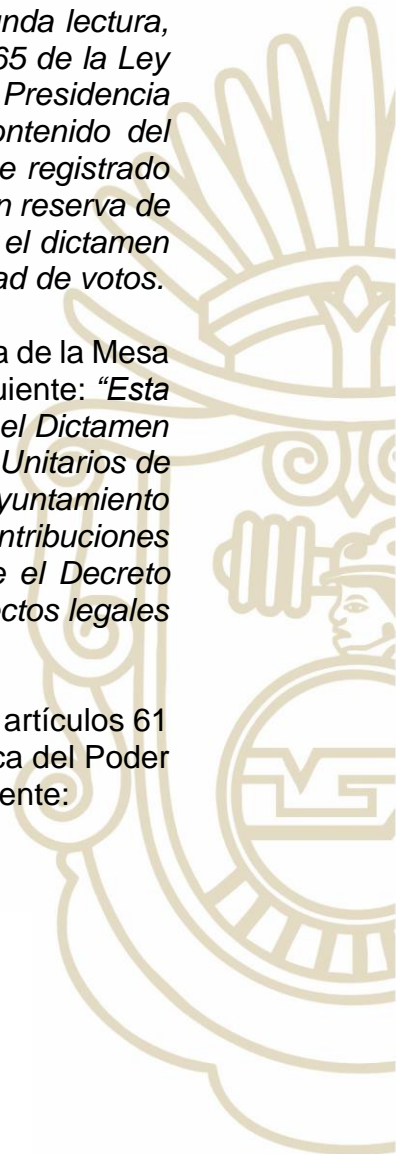 unda lectura,
65 de la Ley
Presidencia
ontenido del
e registrado
n reserva de
el dictamen
ad de votos.
a de la Mesa
uiente: “Esta
el Dictamen
Unitarios de
yuntamiento
ontribuciones
e el Decreto
ectos legales
artículos 61
ca del Poder
ente: